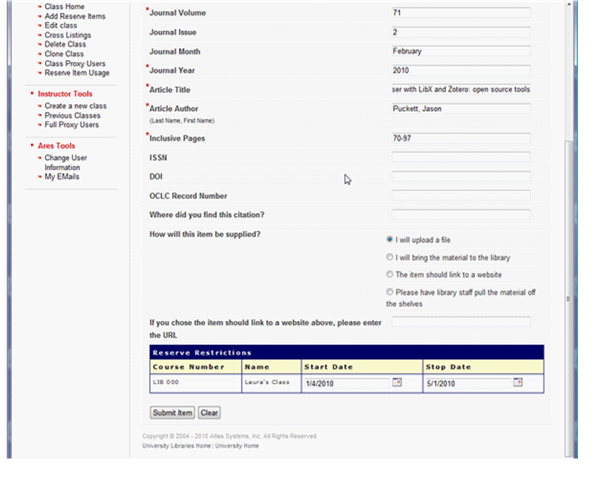 Class Home
Add Reserve Items
Edit class
Cross Listings
Delete Class
Clone Class
Class Proxy Users
Reserve Item Usage
Instructor Tools
Create a new class
Previous Classes
Full Proxy Users
Ares Tools
Change User
Information
My EMails
*Journal Volume 71
Journal Issue 2
Journal Month February
*Journal Year 2010
*Article Title ser with LibX and Zotero: open source tools
*Article Author Puckett, Jason
(Last Name, First Name)
*Inclusive Pages 70-97
ISSN
DOI
OCLC Record Number
Where did you find this citation?
How will this item be supplied?
I will upload a file
I will bring the material to the library
The item should link to a website
Please have library staff pull the material off
the shelves
If you chose the item should link to a website above, please enter
the URL
Reserve Restrictions
Course Number Name Start Date Stop Date
LIB 000 Laura's Class 1/4/2010 5/1/2010
Submit Item Clear
Copyright © 2004 - 2010 Atlas Systems, Inc. All Rights Reserved
University Libraries Home | University Home